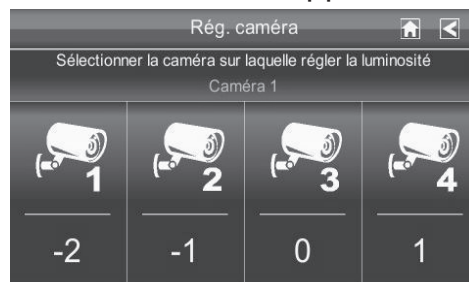 Rég. caméra
Sélectionner la caméra sur laquelle régler la luminosité
Caméra 1
1 2 3 4
-2 -1 0 1